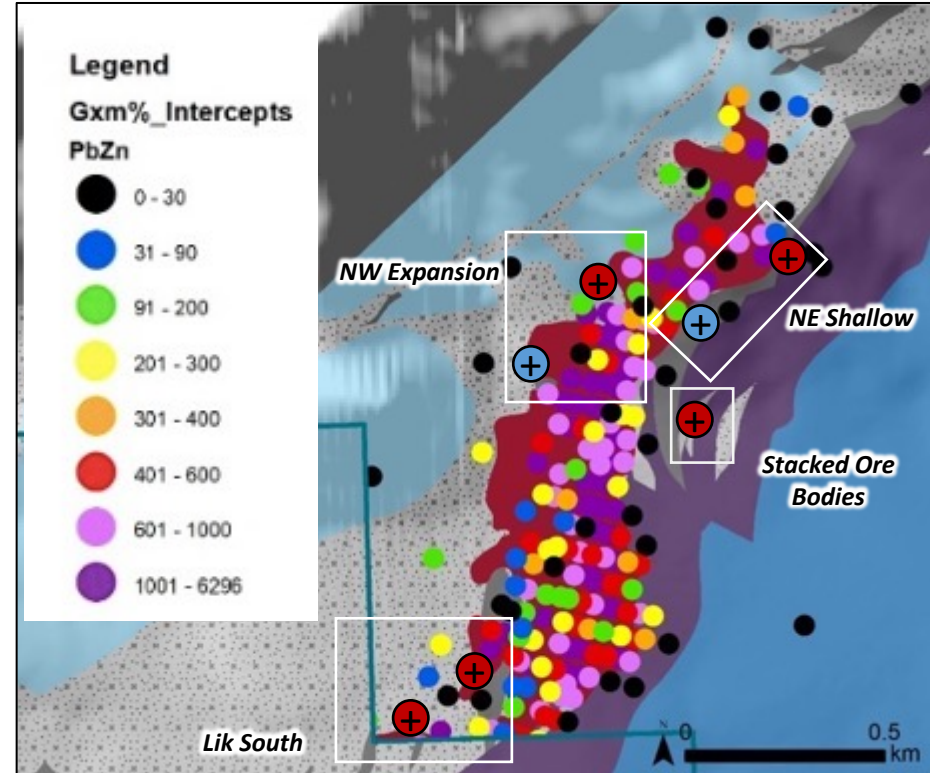 Legend
Gxm%_Intercepts
PbZn
0 - 30
31 - 90
91 - 200
201 - 300
301 - 400
401 - 600
601 - 1000
1001 - 6296
NW Expansion
NE Shallow
Stacked Ore
Bodies
Lik South
N
0 0.5
km